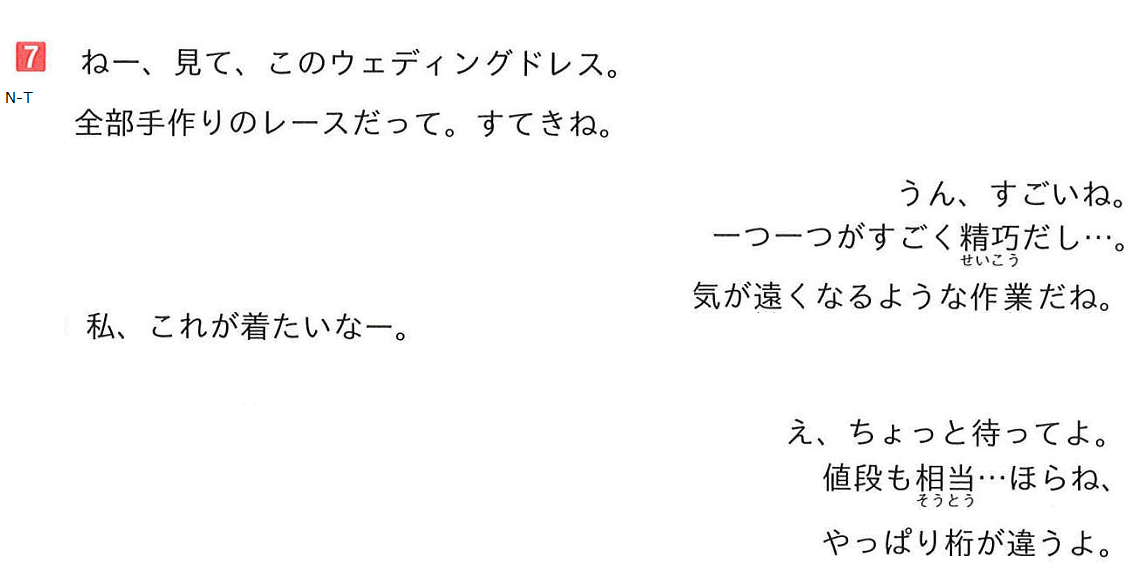 7 ねー、見て、このウェディングドレス。
N-T
全部手作りのレースだって。すてきね。
うん、すごいね。
一つ一つがすごく精巧だし…。
せいこう
気が遠くなるような作業だね。
私、これが着たいなー。
え、ちょっと待ってよ。
値段も相当…ほらね、
そうとう
やっぱり桁が違うよ。